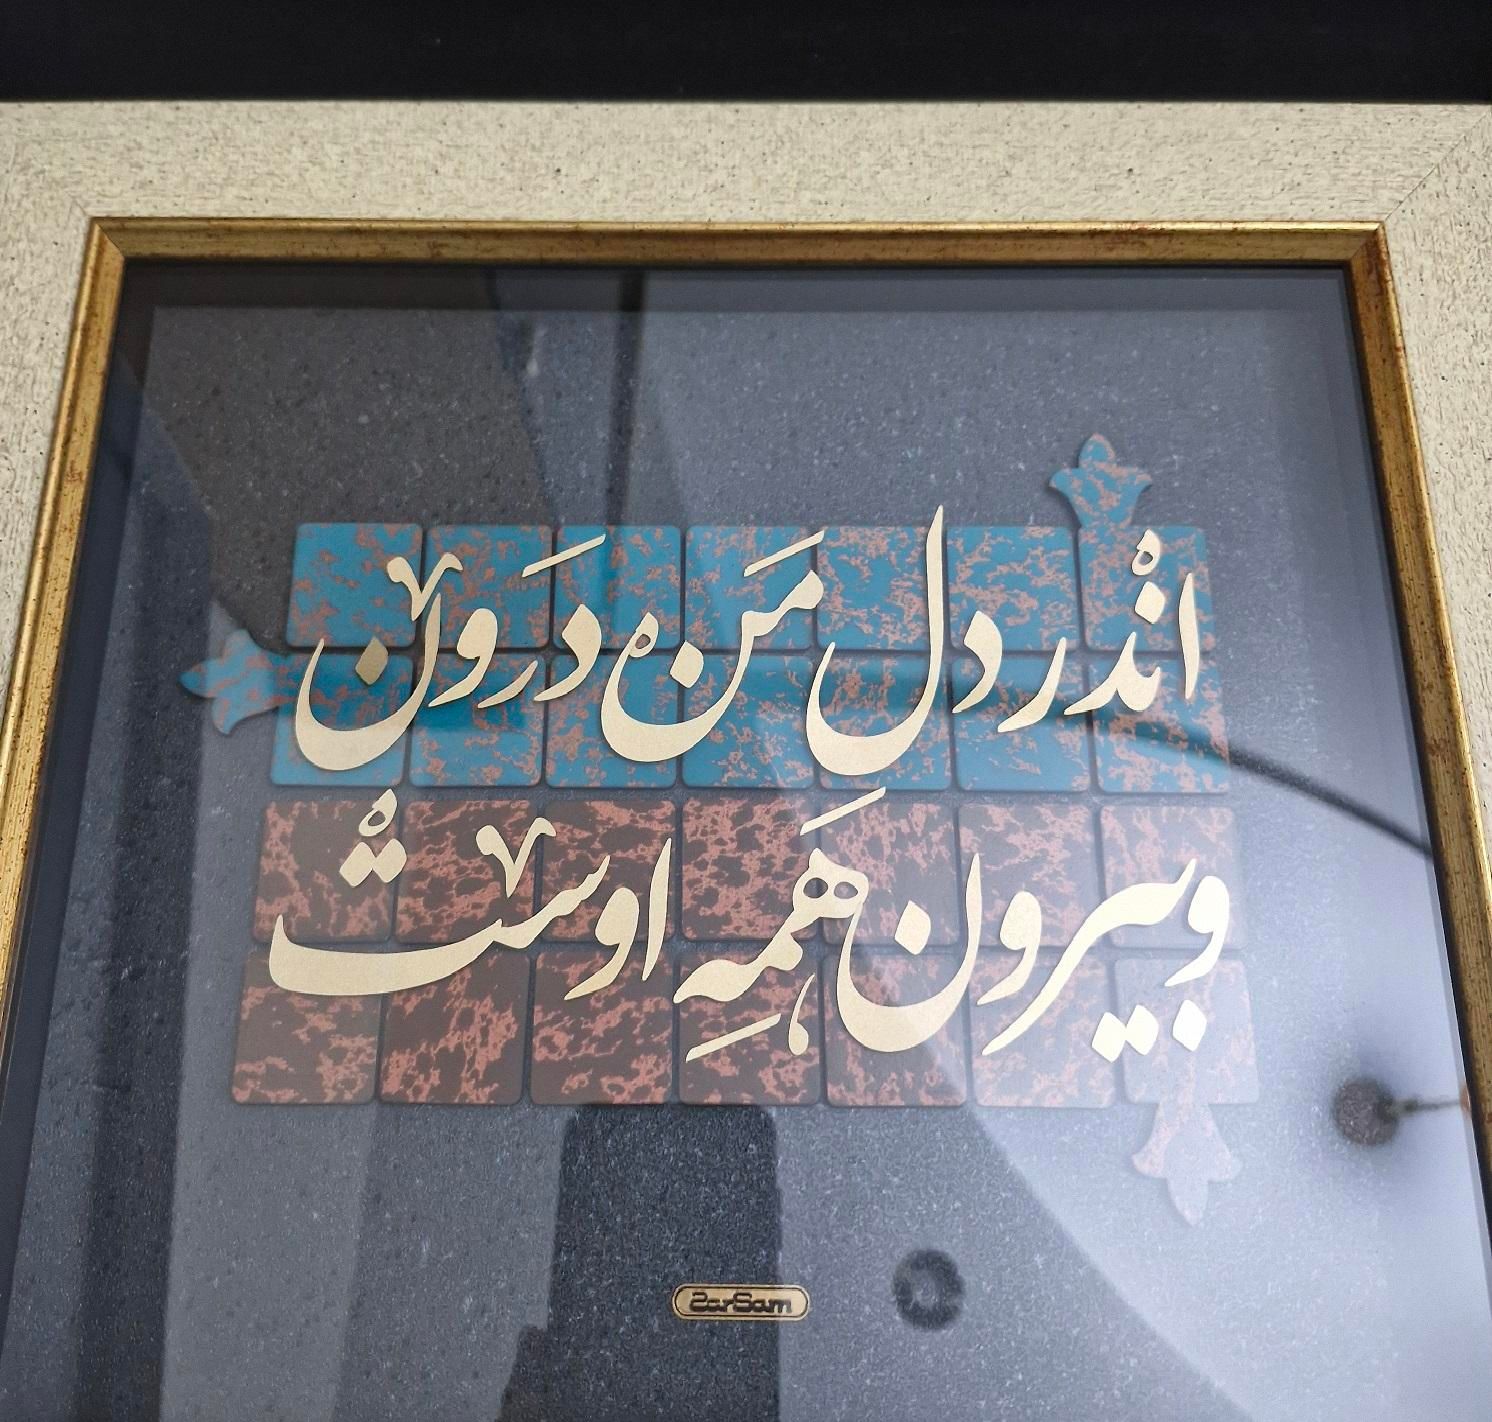 اندر دل من درون
و بیرون همه اوست
ZarSam